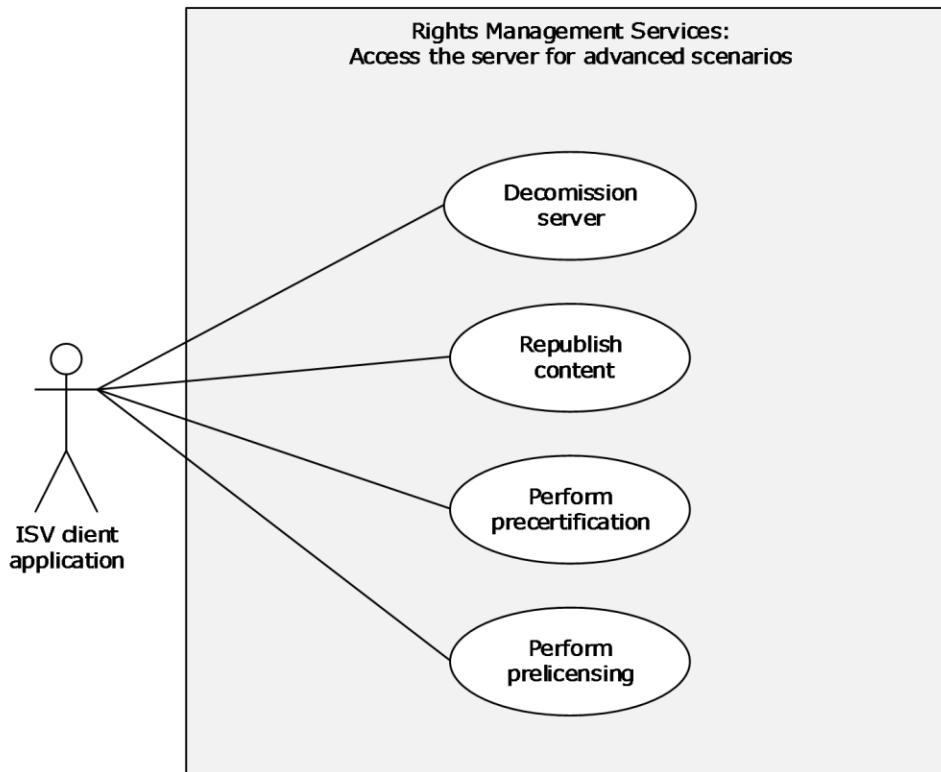 Rights Management Services:
Access the server for advanced scenarios
Decomission
server
Republish
content
Perform
precertification
ISV client
application
Perform
prelicensing